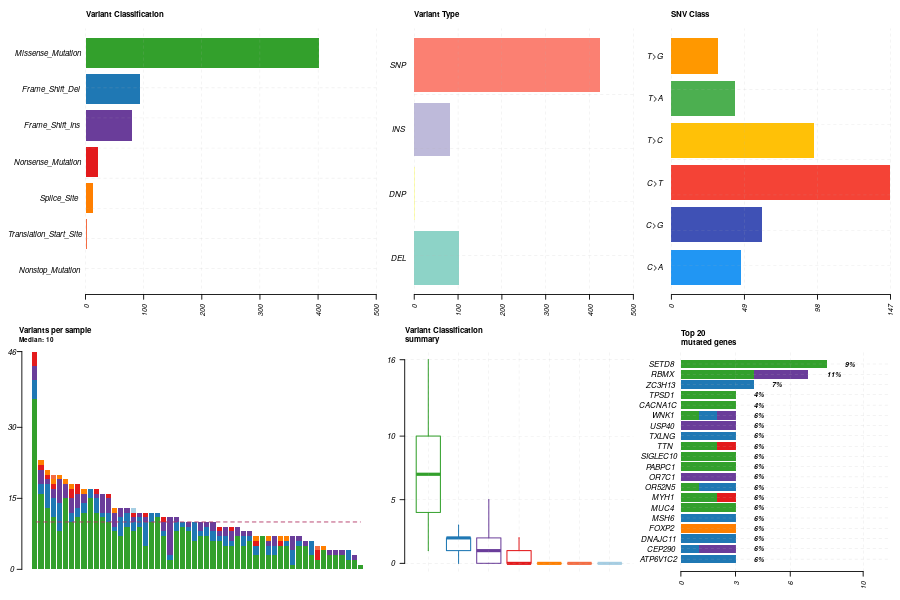 Variant Classification
Missense_Mutation
Frame_Shift_Del
Frame_Shift_Ins
Nonsense_Mutation
Splice_Site
Translation_Start_Site
Nonstop_Mutation
0
100
200
300
400
500
Variant Type
SNP
INS
DNP
DEL
0
100
200
300
400
500
SNV Class
T>G
T>A
T>C
C>T
C>G
C>A
0
49
98
147
Variants per sample
Median: 10
46
30
15
0
Variant Classification
summary
16
10
5
0
Top 20
mutated genes
SETD8 9%
RBMX 11%
ZC3H13 7%
TPSD1 4%
CACNA1C 4%
WNK1 6%
USP40 6%
TXLNG 6%
TTN 6%
SIGLEC10 6%
PABPC1 6%
OR7C1 6%
OR52N5 6%
MYH1 6%
MUC4 6%
MSH6 6%
FOXP2 6%
DNAJC11 6%
CEP290 6%
ATP6V1C2 6%
0
3
6
10